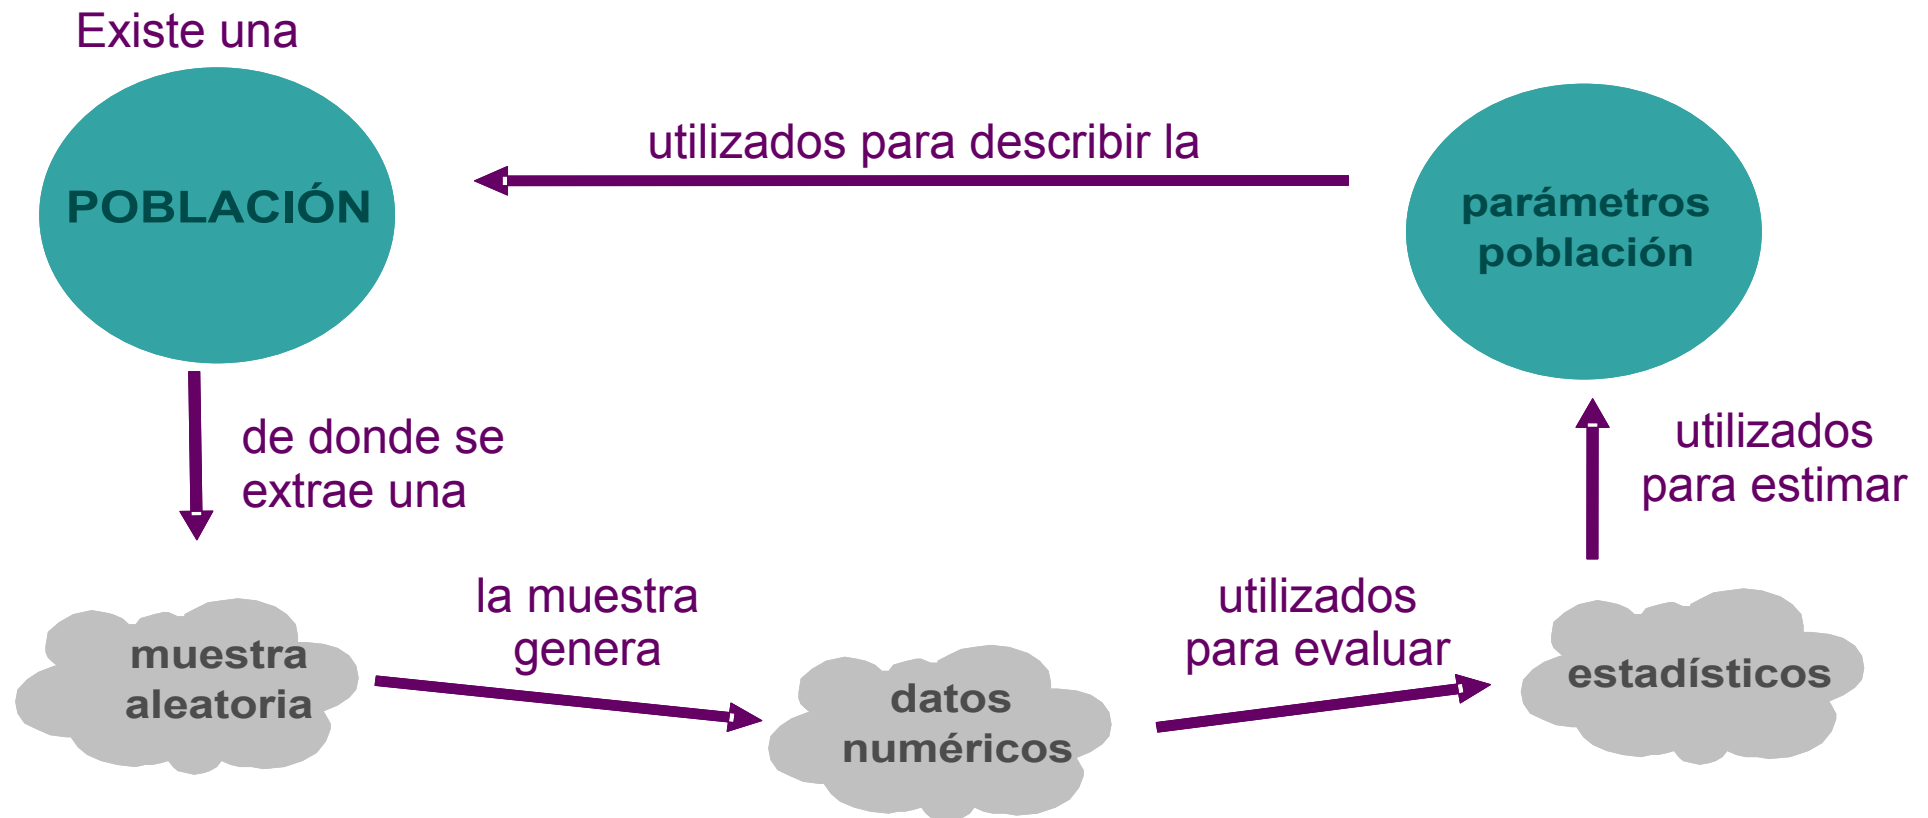 Existe una
POBLACIÓN
utilizados para describir la
parámetros
población
de donde se
extrae una
utilizados
para estimar
la muestra
genera
utilizados
para evaluar
muestra
aleatoria
datos
numéricos
estadísticos